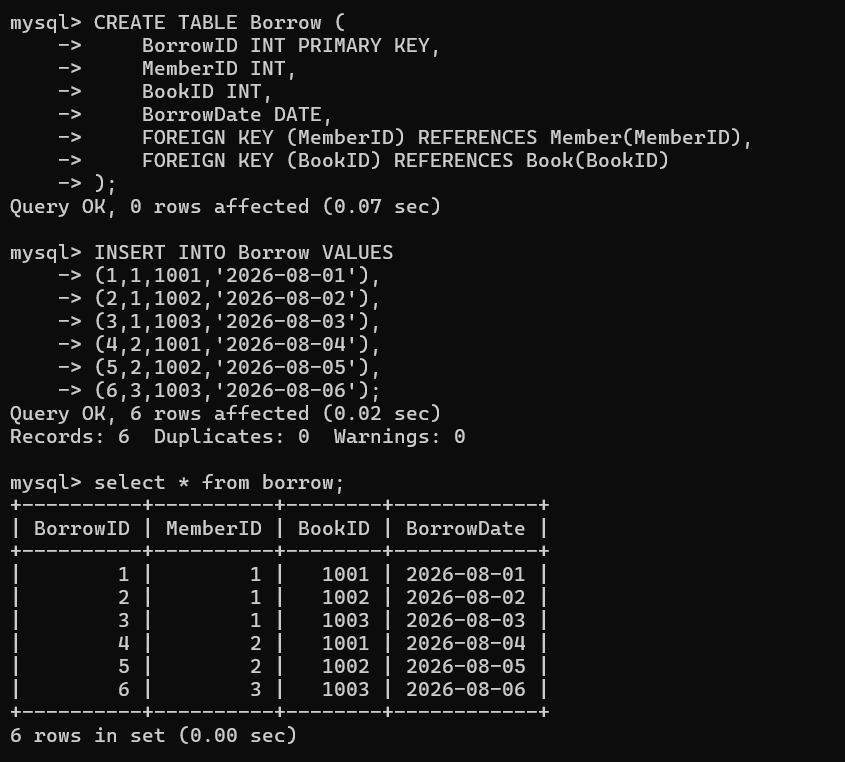 mysql> CREATE TABLE Borrow (
    ->     BorrowID INT PRIMARY KEY,
    ->     MemberID INT,
    ->     BookID INT,
    ->     BorrowDate DATE,
    ->     FOREIGN KEY (MemberID) REFERENCES Member(MemberID),
    ->     FOREIGN KEY (BookID) REFERENCES Book(BookID)
    -> );
Query OK, 0 rows affected (0.07 sec)

mysql> INSERT INTO Borrow VALUES
    -> (1,1,1001,'2026-08-01'),
    -> (2,1,1002,'2026-08-02'),
    -> (3,1,1003,'2026-08-03'),
    -> (4,2,1001,'2026-08-04'),
    -> (5,2,1002,'2026-08-05'),
    -> (6,3,1003,'2026-08-06');
Query OK, 6 rows affected (0.02 sec)
Records: 6  Duplicates: 0  Warnings: 0

mysql> select * from borrow;
+----------+----------+--------+------------+
| BorrowID | MemberID | BookID | BorrowDate |
+----------+----------+--------+------------+
|        1 |        1 |   1001 | 2026-08-01 |
|        2 |        1 |   1002 | 2026-08-02 |
|        3 |        1 |   1003 | 2026-08-03 |
|        4 |        2 |   1001 | 2026-08-04 |
|        5 |        2 |   1002 | 2026-08-05 |
|        6 |        3 |   1003 | 2026-08-06 |
+----------+----------+--------+------------+
6 rows in set (0.00 sec)